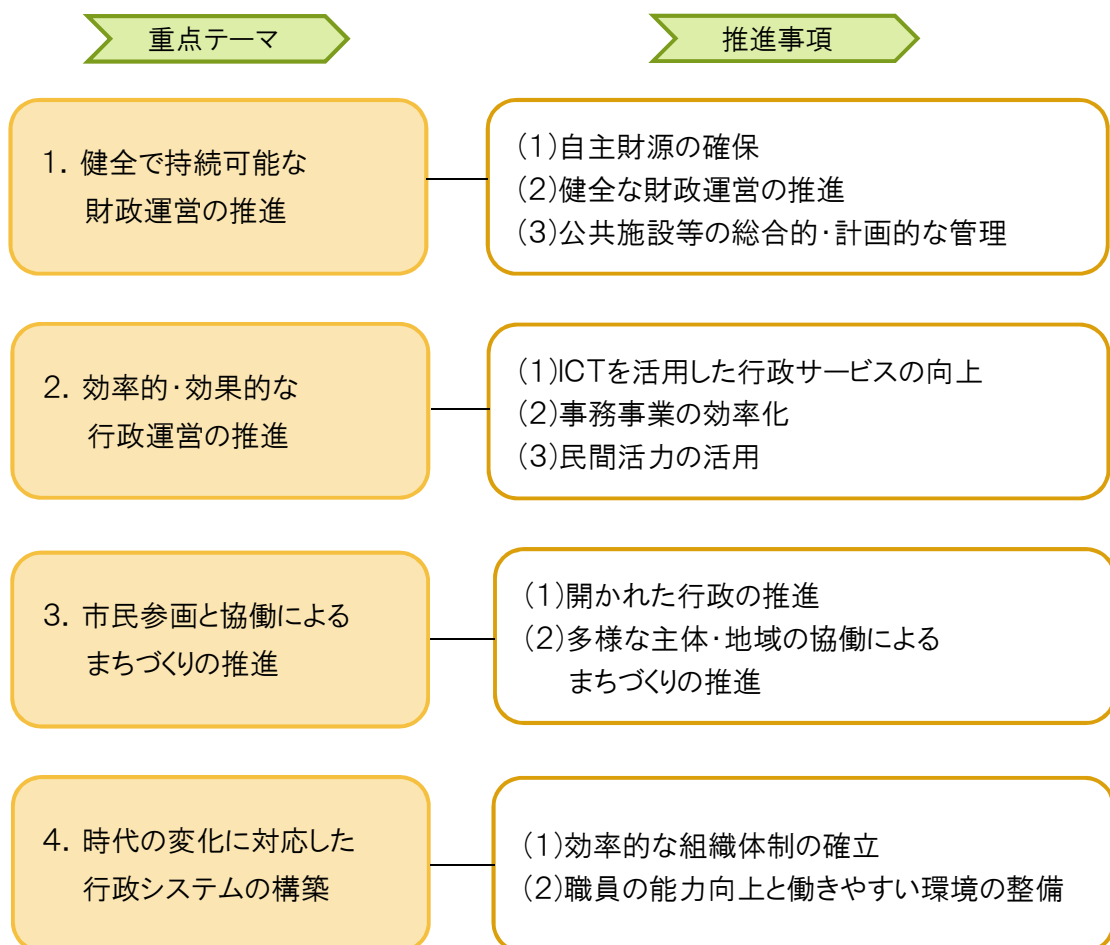 重点テーマ
推進事項
1．健全で持続可能な
財政運営の推進
(1)自主財源の確保
(2)健全な財政運営の推進
(3)公共施設等の総合的・計画的な管理
2．効率的・効果的な
行政運営の推進
(1)ICTを活用した行政サービスの向上
(2)事務事業の効率化
(3)民間活力の活用
3．市民参画と協働による
まちづくりの推進
(1)開かれた行政の推進
(2)多様な主体・地域の協働による
まちづくりの推進
4．時代の変化に対応した
行政システムの構築
(1)効率的な組織体制の確立
(2)職員の能力向上と働きやすい環境の整備